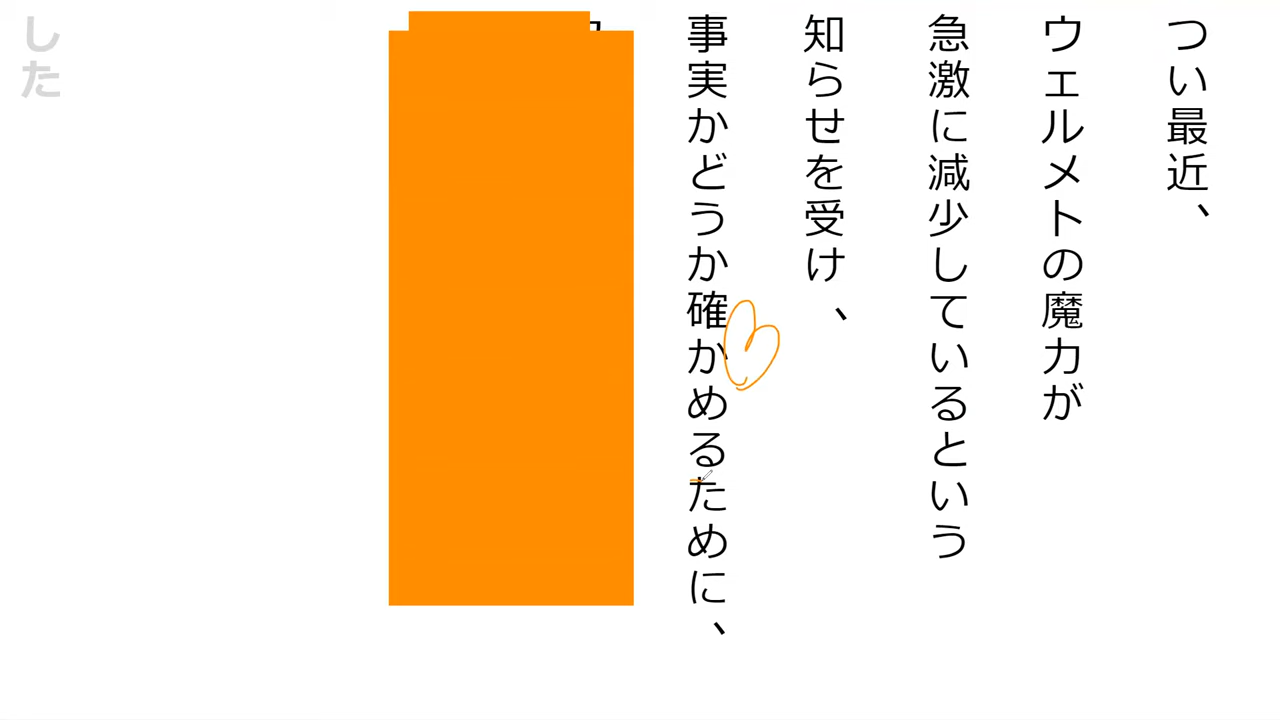 つい最近、
ウェルメトの魔力が
急激に減少しているという
知らせを受け、
事実かどうか確かめるために、
した